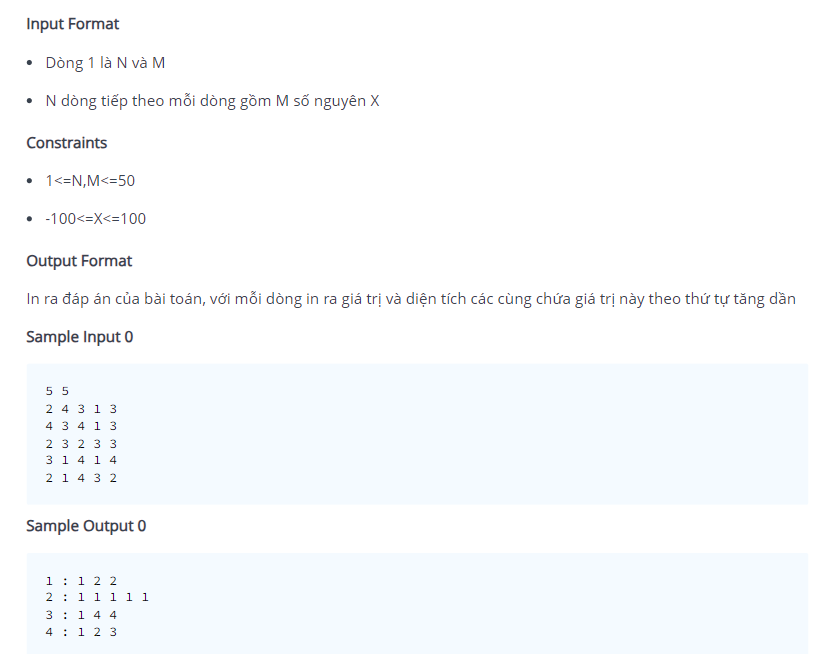 Input Format
• Dòng 1 là N và M
• N dòng tiếp theo mỗi dòng gồm M số nguyên X
Constraints
• 1<=N,M<=50
• -100<=X<=100
Output Format
In ra đáp án của bài toán, với mỗi dòng in ra giá trị và diện tích các cùng chứa giá trị này theo thứ tự tăng dần
Sample Input 0
5 5
2 4 3 1 3
4 3 4 1 3
2 3 2 3 3
3 1 4 1 4
2 1 4 3 2
Sample Output 0
1 : 1 2 2
2 : 1 1 1 1 1
3 : 1 4 4
4 : 1 2 3